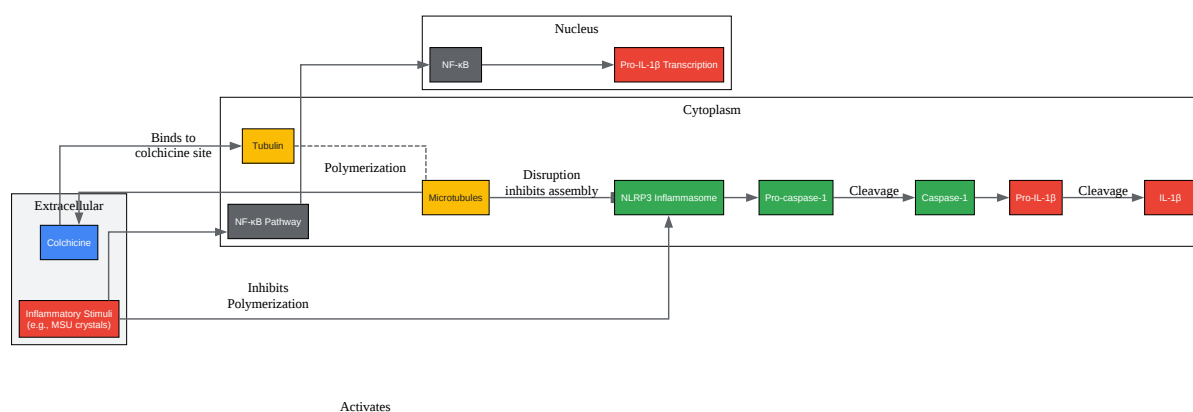 Nucleus
NF-κB
Pro-IL-1β Transcription
Cytoplasm
Binds to
colchicine site
Tubulin
Polymerization
Disruption
inhibits assembly
Microtubules
NLRP3 Inflammasome
Pro-caspase-1
Cleavage
Caspase-1
Pro-IL-1β
Cleavage
IL-1β
Extracellular
NF-κB Pathway
Colchicine
Inhibits
Polymerization
Inflammatory Stimuli
(e.g., MSU crystals)
Activates